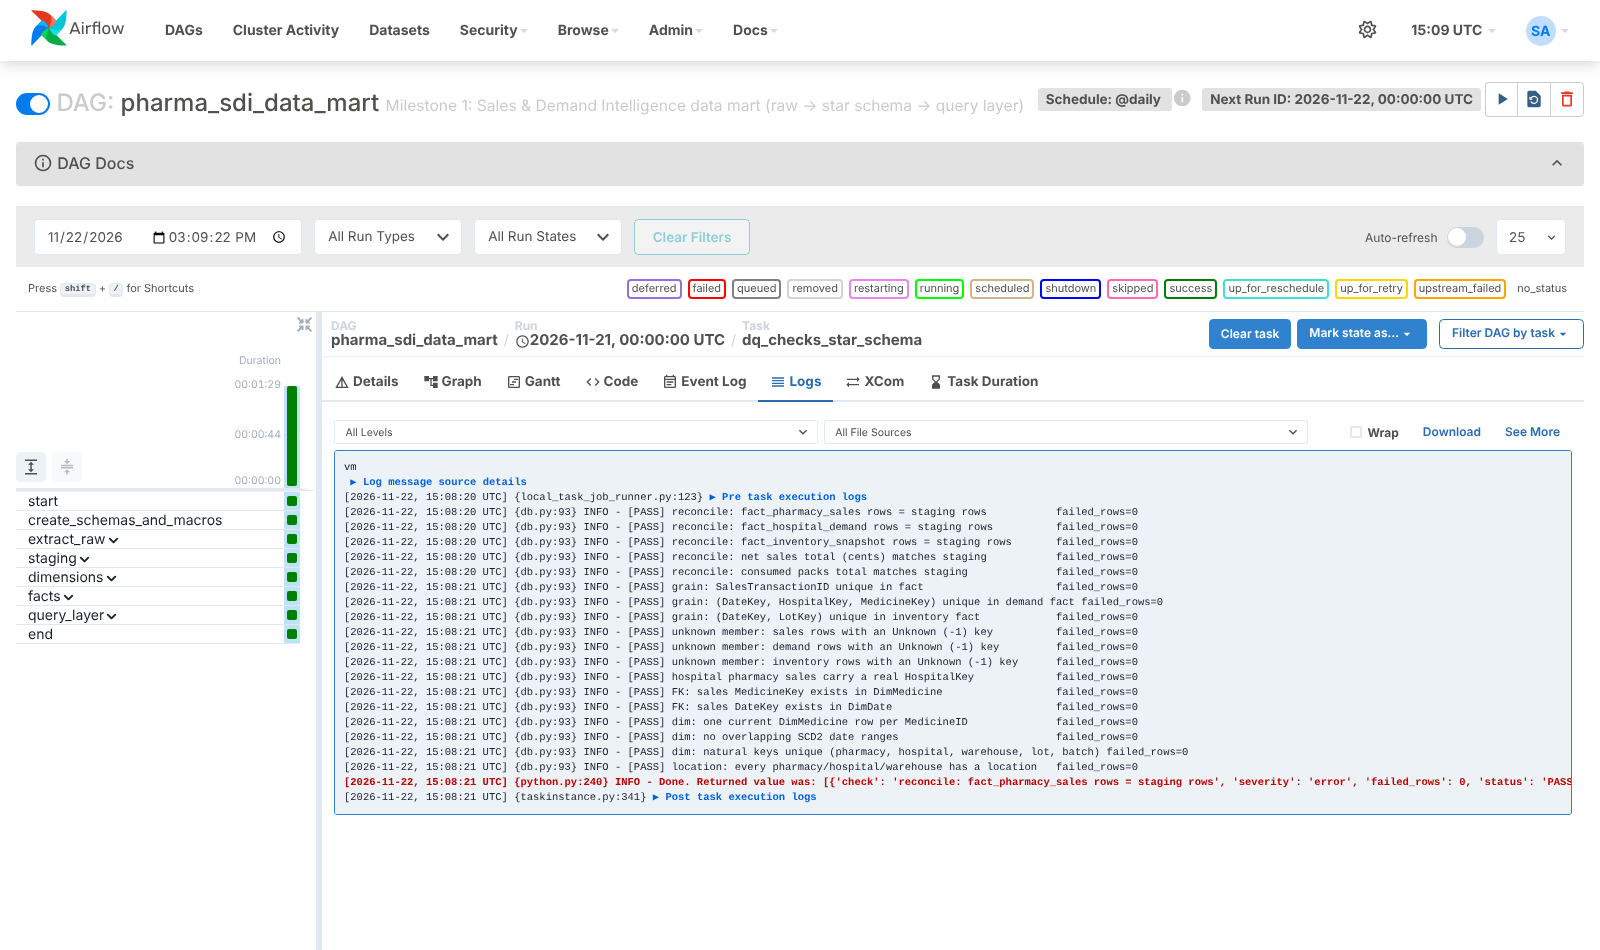 Airflow DAGs Cluster Activity Datasets Security Browse Admin Docs 15:09 UTC SA
DAG: pharma_sdi_data_mart Milestone 1: Sales & Demand Intelligence data mart (raw → star schema → query layer) Schedule: @daily Next Run ID: 2026-11-22, 00:00:00 UTC
DAG Docs
11/22/2026 03:09:22 PM All Run Types All Run States Clear Filters Auto-refresh 25
Press shift + / for Shortcuts deferred failed queued removed restarting running scheduled shutdown skipped success up_for_reschedule up_for_retry upstream_failed no_status
DAG Run Task
pharma_sdi_data_mart / 2026-11-21, 00:00:00 UTC / dq_checks_star_schema Clear task Mark state as... Filter DAG by task
Duration
00:01:29
00:00:44
00:00:00
start
create_schemas_and_macros
extract_raw
staging
dimensions
facts
query_layer
end
Details Graph Gantt Code Event Log Logs XCom Task Duration
All Levels All File Sources Wrap Download See More
vm
▶ Log message source details
[2026-11-22, 15:08:20 UTC] {local_task_job_runner.py:123} ▶ Pre task execution logs
[2026-11-22, 15:08:20 UTC] {db.py:93} INFO - [PASS] reconcile: fact_pharmacy_sales rows = staging rows failed_rows=0
[2026-11-22, 15:08:20 UTC] {db.py:93} INFO - [PASS] reconcile: fact_hospital_demand rows = staging rows failed_rows=0
[2026-11-22, 15:08:20 UTC] {db.py:93} INFO - [PASS] reconcile: fact_inventory_snapshot rows = staging rows failed_rows=0
[2026-11-22, 15:08:20 UTC] {db.py:93} INFO - [PASS] reconcile: net sales total (cents) matches staging failed_rows=0
[2026-11-22, 15:08:20 UTC] {db.py:93} INFO - [PASS] reconcile: consumed packs total matches staging failed_rows=0
[2026-11-22, 15:08:21 UTC] {db.py:93} INFO - [PASS] grain: SalesTransactionID unique in fact failed_rows=0
[2026-11-22, 15:08:21 UTC] {db.py:93} INFO - [PASS] grain: (DateKey, HospitalKey, MedicineKey) unique in demand fact failed_rows=0
[2026-11-22, 15:08:21 UTC] {db.py:93} INFO - [PASS] grain: (DateKey, LotKey) unique in inventory fact failed_rows=0
[2026-11-22, 15:08:21 UTC] {db.py:93} INFO - [PASS] unknown member: sales rows with an Unknown (-1) key failed_rows=0
[2026-11-22, 15:08:21 UTC] {db.py:93} INFO - [PASS] unknown member: demand rows with an Unknown (-1) key failed_rows=0
[2026-11-22, 15:08:21 UTC] {db.py:93} INFO - [PASS] unknown member: inventory rows with an Unknown (-1) key failed_rows=0
[2026-11-22, 15:08:21 UTC] {db.py:93} INFO - [PASS] hospital pharmacy sales carry a real HospitalKey failed_rows=0
[2026-11-22, 15:08:21 UTC] {db.py:93} INFO - [PASS] FK: sales MedicineKey exists in DimMedicine failed_rows=0
[2026-11-22, 15:08:21 UTC] {db.py:93} INFO - [PASS] FK: sales DateKey exists in DimDate failed_rows=0
[2026-11-22, 15:08:21 UTC] {db.py:93} INFO - [PASS] dim: one current DimMedicine row per MedicineID failed_rows=0
[2026-11-22, 15:08:21 UTC] {db.py:93} INFO - [PASS] dim: no overlapping SCD2 date ranges failed_rows=0
[2026-11-22, 15:08:21 UTC] {db.py:93} INFO - [PASS] dim: natural keys unique (pharmacy, hospital, warehouse, lot, batch) failed_rows=0
[2026-11-22, 15:08:21 UTC] {db.py:93} INFO - [PASS] location: every pharmacy/hospital/warehouse has a location failed_rows=0
[2026-11-22, 15:08:21 UTC] {python.py:240} INFO - Done. Returned value was: [{'check': 'reconcile: fact_pharmacy_sales rows = staging rows', 'severity': 'error', 'failed_rows': 0, 'status': 'PASS
[2026-11-22, 15:08:21 UTC] {taskinstance.py:341} ▶ Post task execution logs